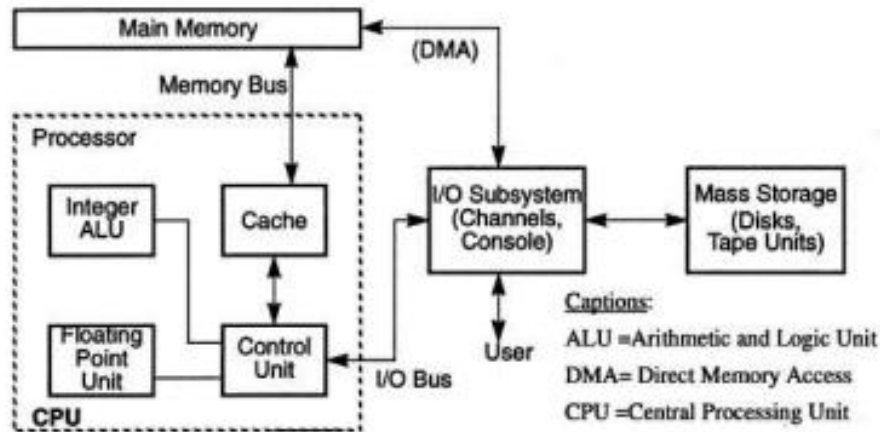 Main Memory
(DMA)
Memory Bus
Processor
Integer
ALU
Cache
I/O Subsystem
(Channels,
Console)
Mass Storage
(Disks,
Tape Units)
Floating
Point
Unit
Control
Unit
I/O Bus
User
CPU
Captions:
ALU =Arithmetic and Logic Unit
DMA= Direct Memory Access
CPU =Central Processing Unit